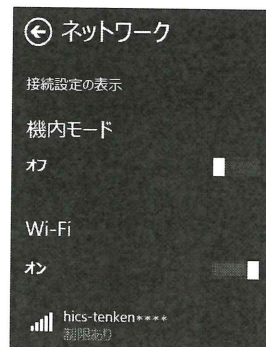 ネットワーク
接続設定の表示
機内モード
オフ
Wi-Fi
オン
hics-tenken****
制限あり